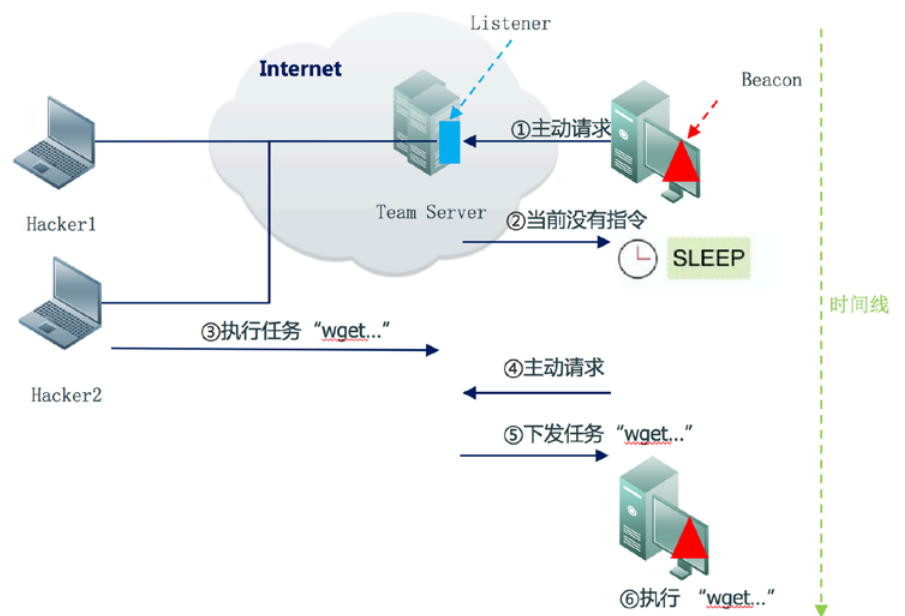 Listener
Internet
Beacon
①主动请求
Team Server
Hacker1
②当前没有指令
SLEEP
时间线
③执行任务“wget...”
④主动请求
Hacker2
⑤下发任务“wget...”
⑥执行 “wget...”